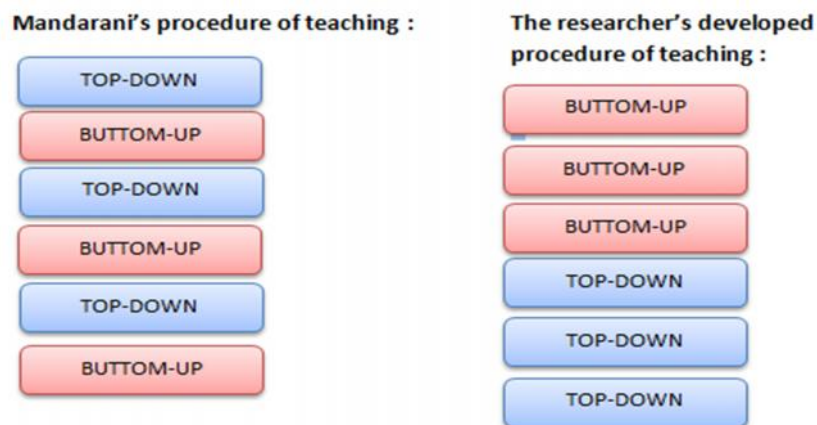 Mandarani's procedure of teaching :
TOP-DOWN
BUTTOM-UP
TOP-DOWN
BUTTOM-UP
TOP-DOWN
BUTTOM-UP
The researcher's developed
procedure of teaching :
BUTTOM-UP
BUTTOM-UP
BUTTOM-UP
TOP-DOWN
TOP-DOWN
TOP-DOWN